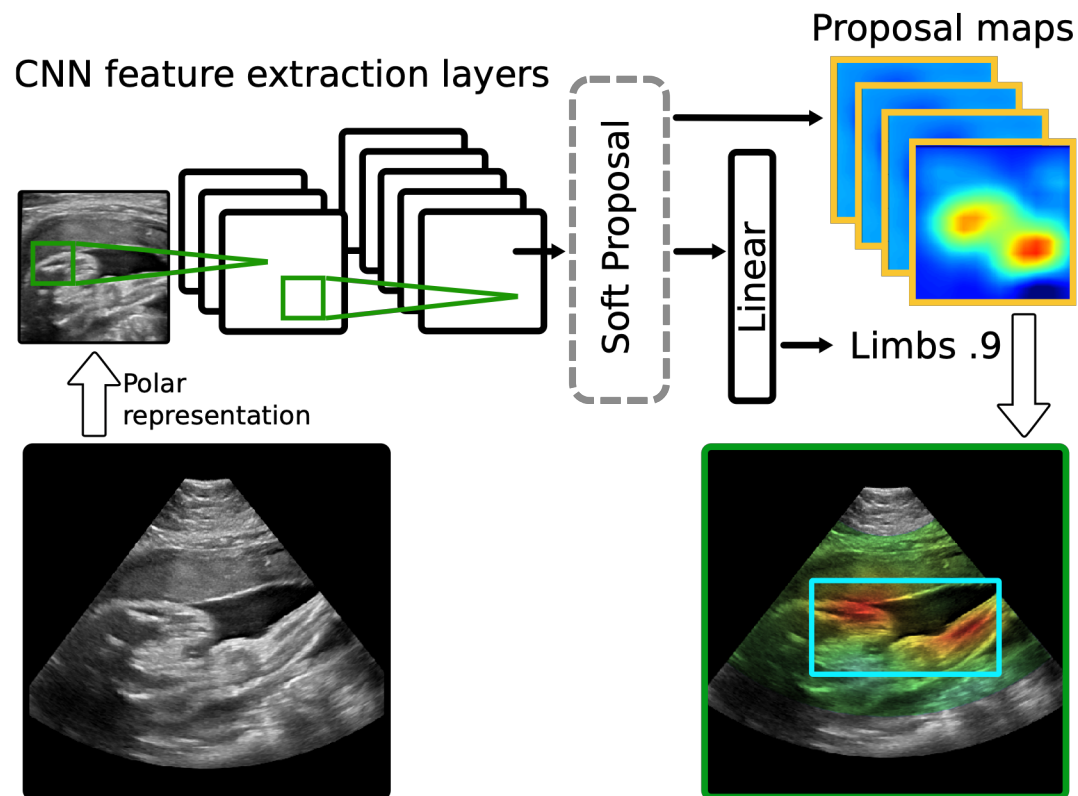 Proposal maps
CNN feature extraction layers
Soft Proposal
Linear
Limbs .9
Polar
representation